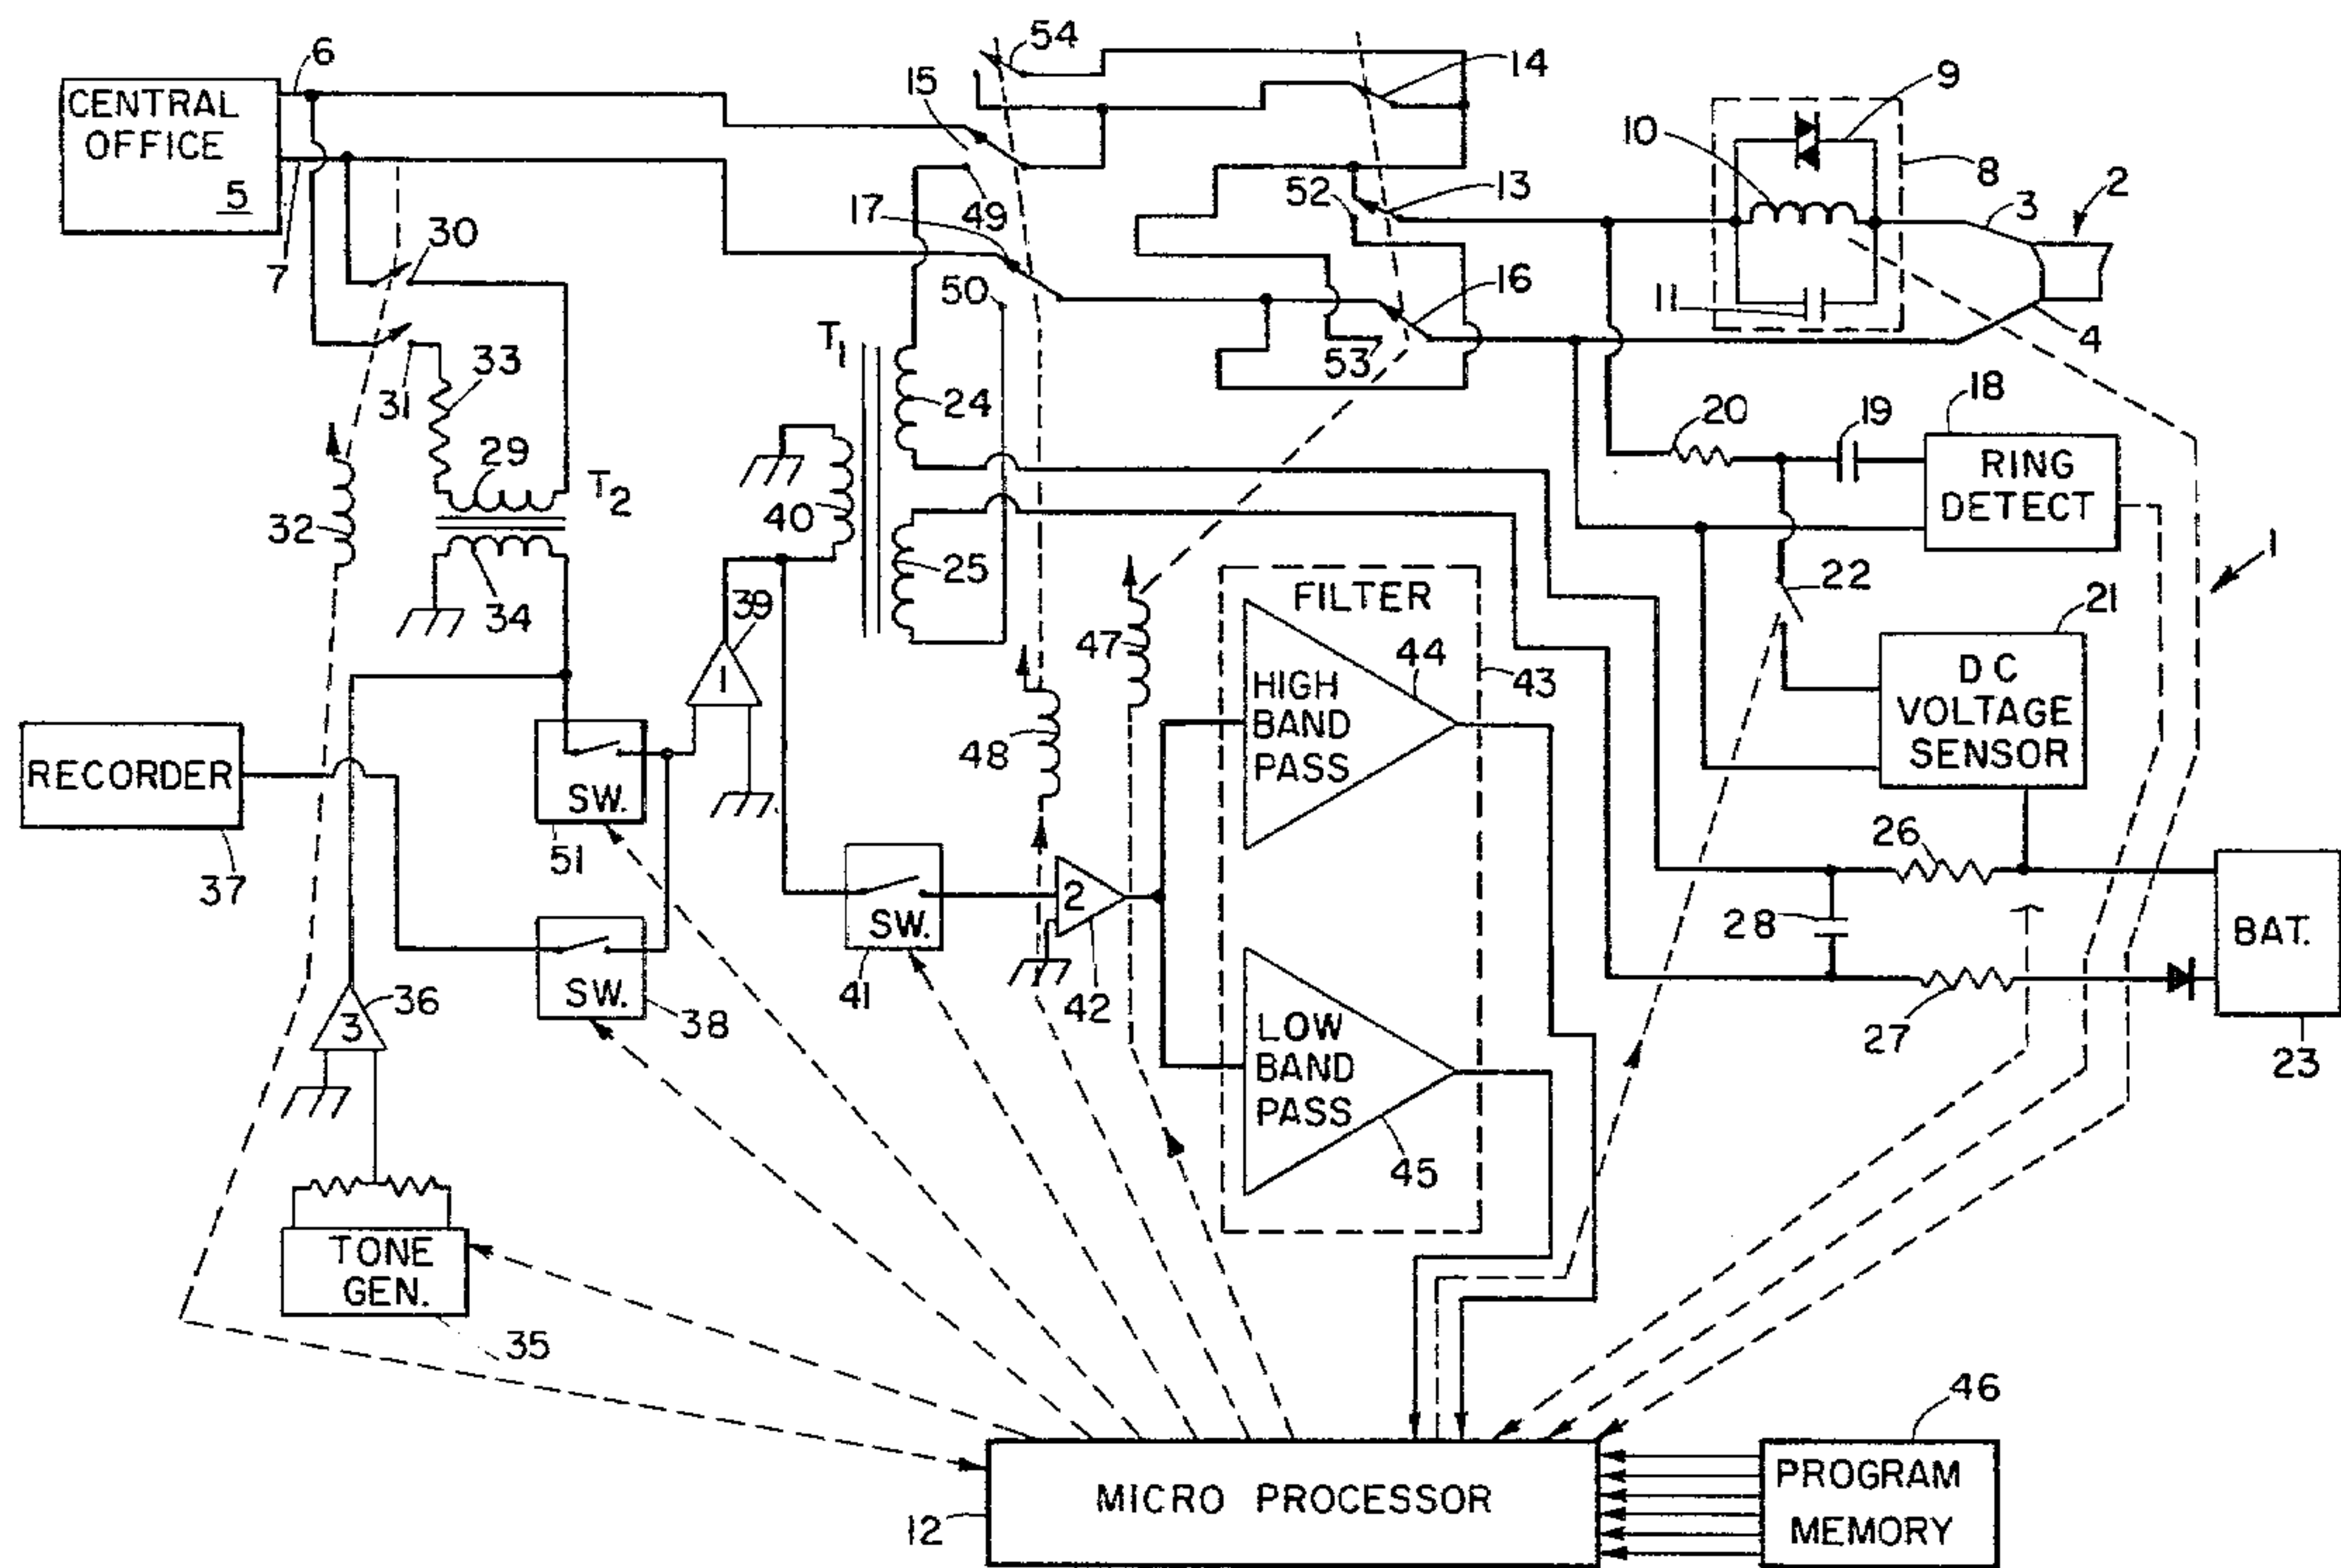 CENTRAL
OFFICE
5
6
7
15
54
14
17
49
50
52
13
16
53
10
9
8
11
3
2
4
30
31
33
29
T2
32
34
T1
24
40
25
20
19
18
RING
DETECT
1
22
21
DC
VOLTAGE
SENSOR
RECORDER
37
SW.
51
SW.
38
1
39
SW.
41
48
47
2
42
FILTER
43
HIGH
BAND
PASS
44
LOW
BAND
PASS
45
26
28
27
BAT.
23
3
36
TONE
GEN.
35
MICRO PROCESSOR
12
46
PROGRAM
MEMORY